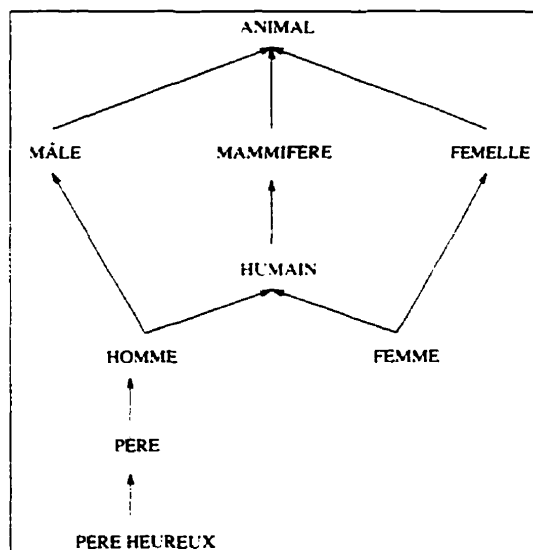 ANIMAL
MÂLE MAMMIFERE FEMELLE
HUMAIN
HOMME FEMME
PERE
PERE HEUREUX